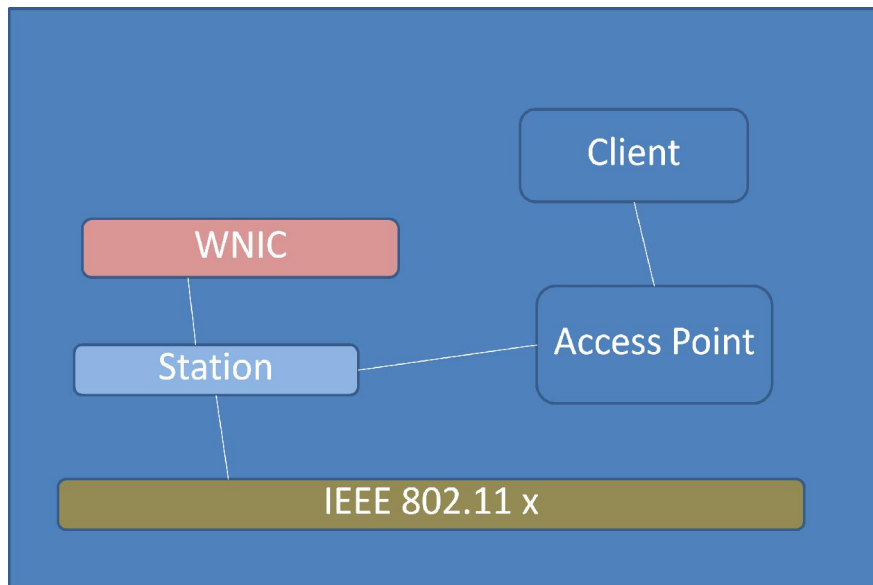 Client
WNIC
Access Point
Station
IEEE 802.11 x